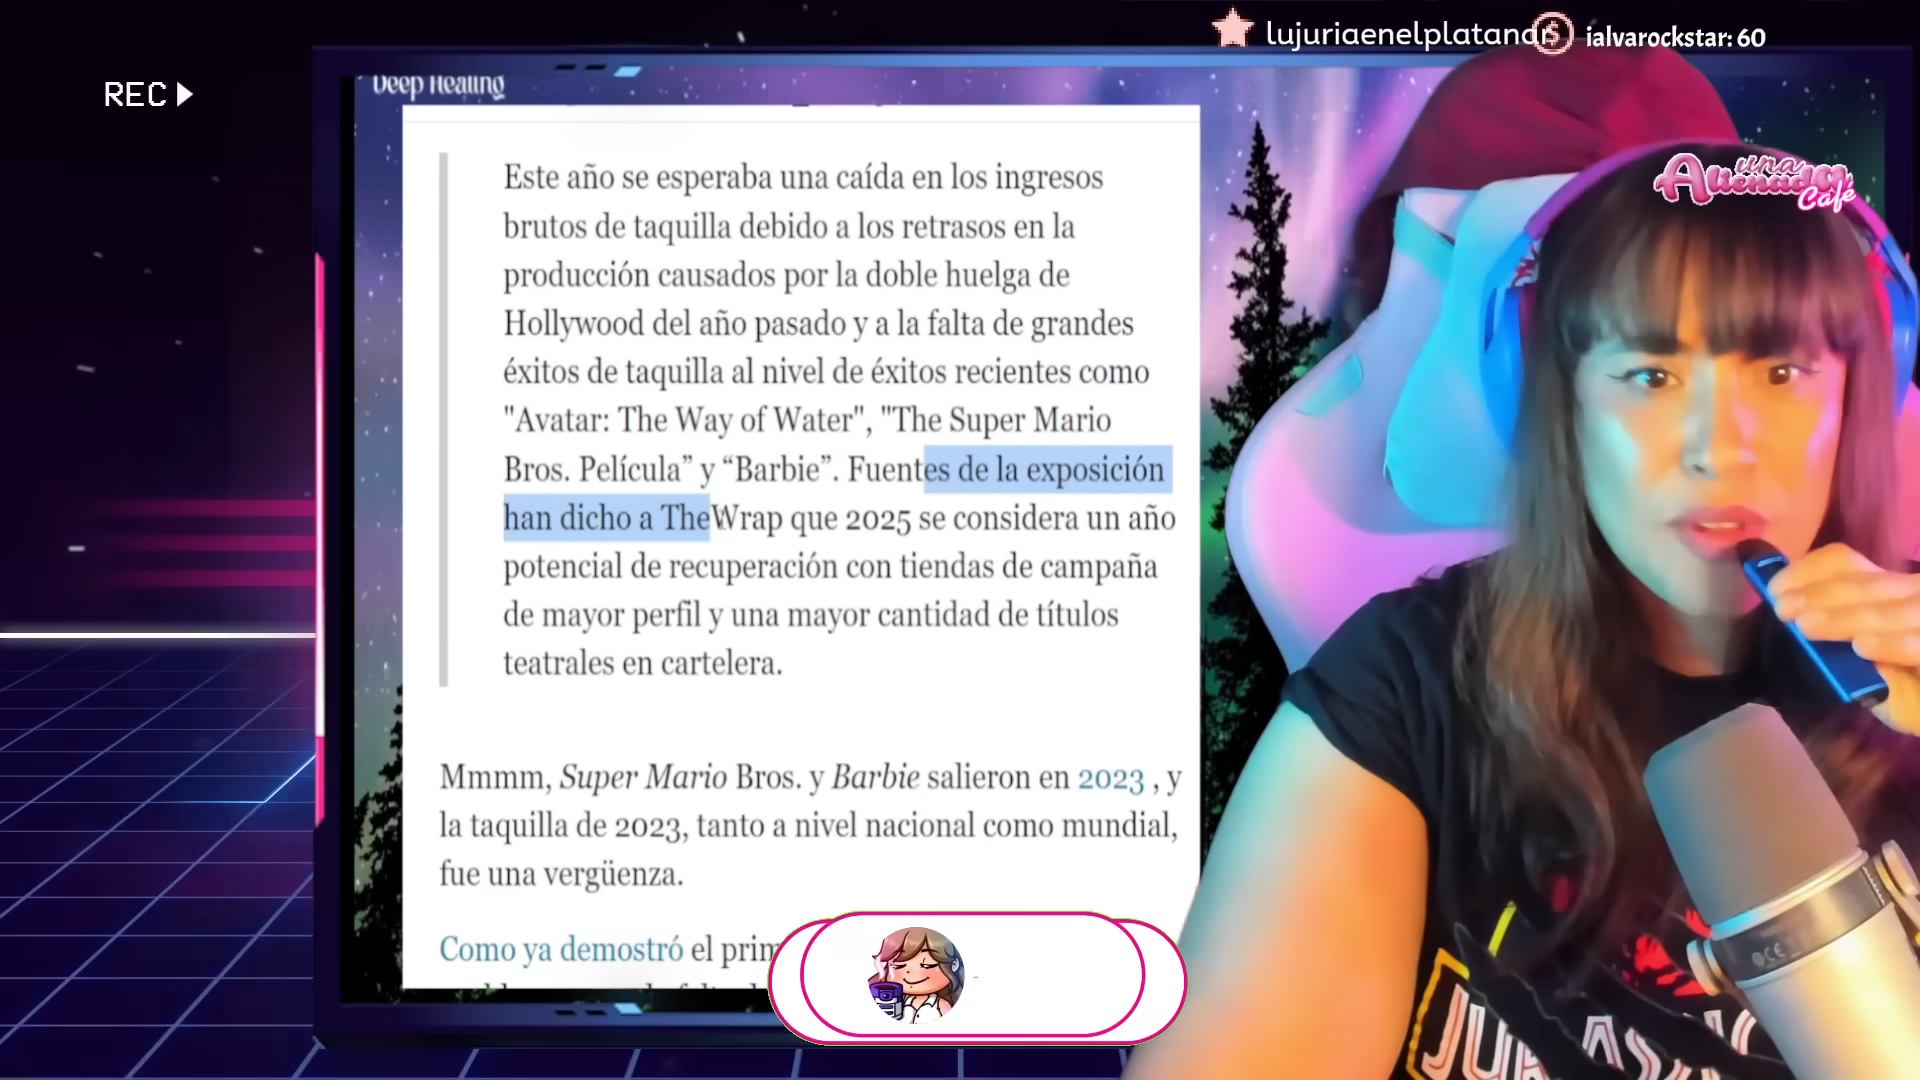 lujuriaenelplatanar
ialvarockstar: 60
REC
Deep Healing
una
Alienada
Café
Este año se esperaba una caída en los ingresos
brutos de taquilla debido a los retrasos en la
producción causados por la doble huelga de
Hollywood del año pasado y a la falta de grandes
éxitos de taquilla al nivel de éxitos recientes como
"Avatar: The Way of Water", "The Super Mario
Bros. Película” y “Barbie”. Fuentes de la exposición
han dicho a TheWrap que 2025 se considera un año
potencial de recuperación con tiendas de campaña
de mayor perfil y una mayor cantidad de títulos
teatrales en cartelera.
Mmmm, Super Mario Bros. y Barbie salieron en 2023 , y
la taquilla de 2023, tanto a nivel nacional como mundial,
fue una vergüenza.
Como ya demostró el prim